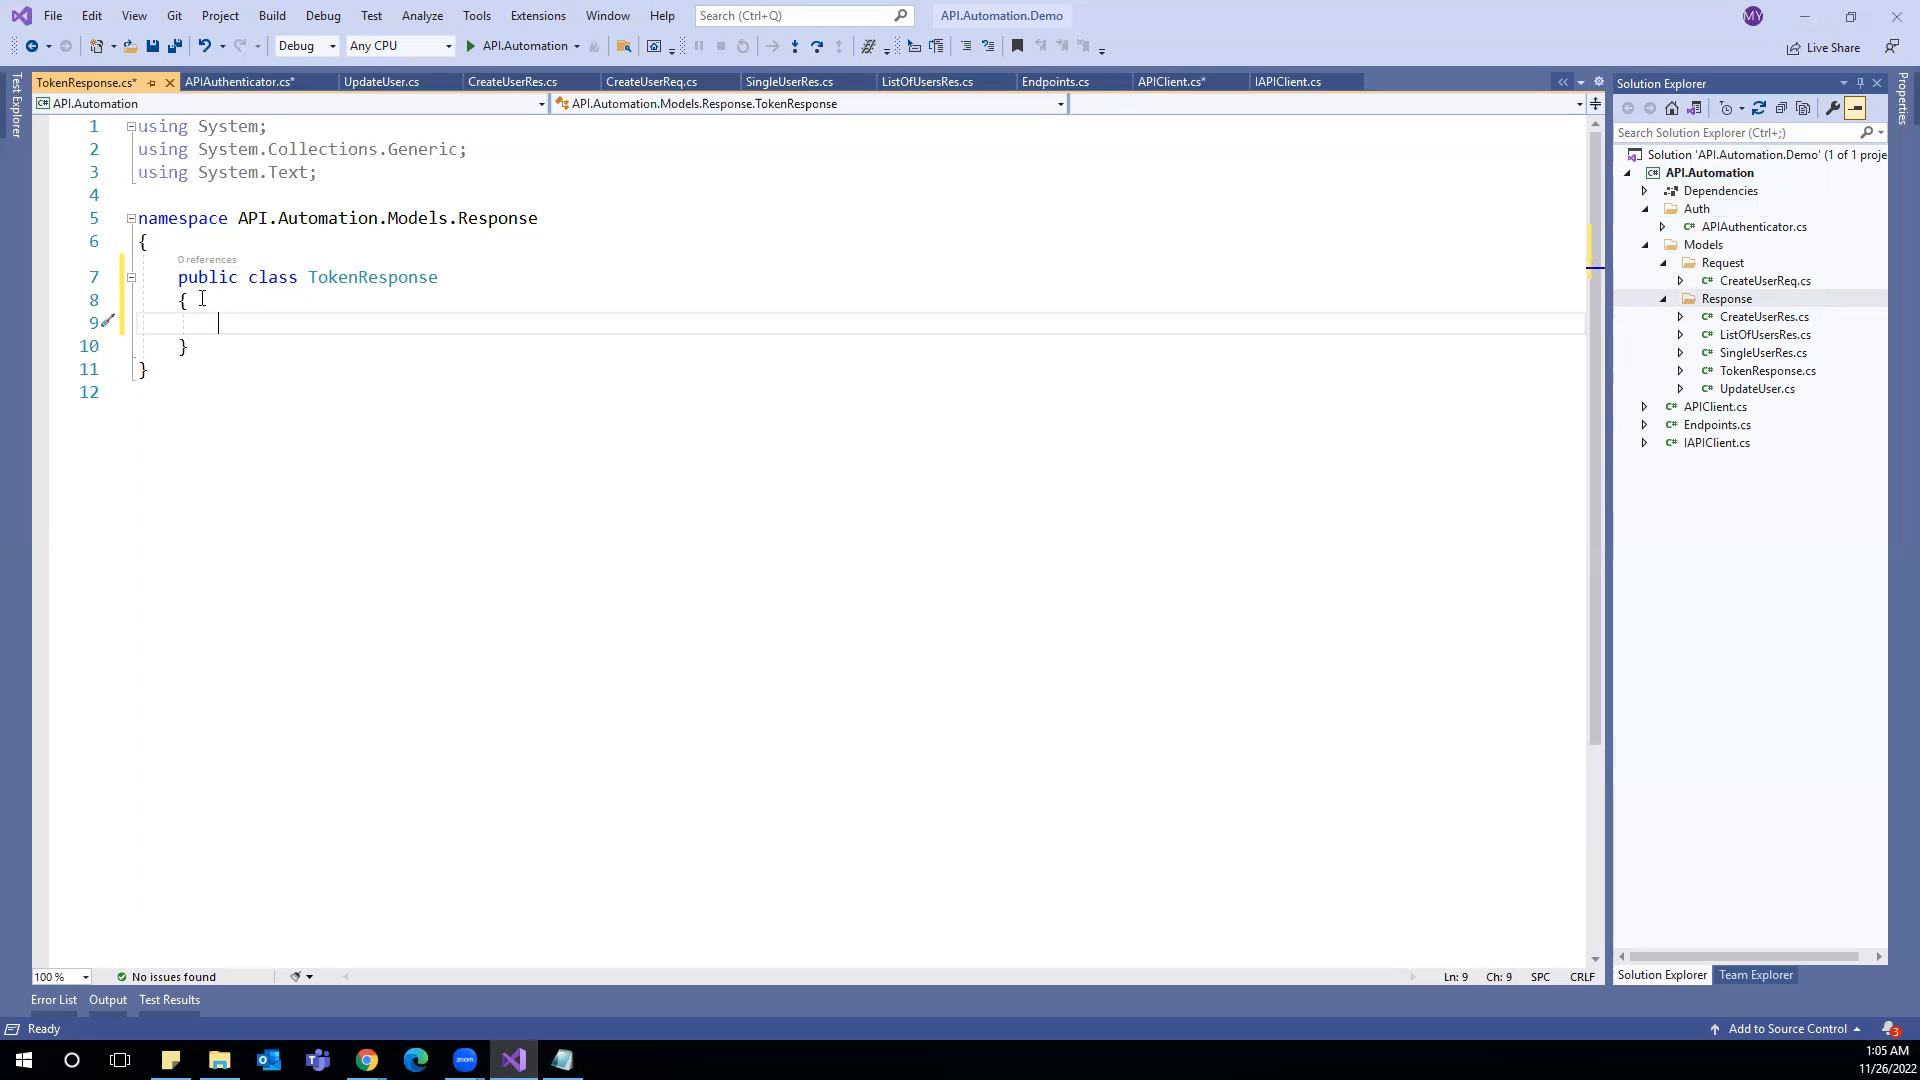 File Edit View Git Project Build Debug Test Analyze Tools Extensions Window Help Search (Ctrl+Q) API.Automation.Demo MY
Debug Any CPU API.Automation Live Share
TokenResponse.cs* APIAuthenticator.cs* UpdateUser.cs CreateUserRes.cs CreateUserReq.cs SingleUserRes.cs ListOfUsersRes.cs Endpoints.cs APIClient.cs* IAPIClient.cs
API.Automation API.Automation.Models.Response.TokenResponse
Test Explorer
1 using System;
2 using System.Collections.Generic;
3 using System.Text;
4
5 namespace API.Automation.Models.Response
6 {
0 references
7 public class TokenResponse
8 {
9
10 }
11 }
12
100 % No issues found Ln: 9 Ch: 9 SPC CRLF
Error List Output Test Results
Solution Explorer
Search Solution Explorer (Ctrl+;)
Solution 'API.Automation.Demo' (1 of 1 proje
API.Automation
Dependencies
Auth
C# APIAuthenticator.cs
Models
Request
C# CreateUserReq.cs
Response
C# CreateUserRes.cs
C# ListOfUsersRes.cs
C# SingleUserRes.cs
C# TokenResponse.cs
C# UpdateUser.cs
C# APIClient.cs
C# Endpoints.cs
C# IAPIClient.cs
Solution Explorer Team Explorer
Properties
Ready Add to Source Control 3
zoom
1:05 AM
11/26/2022